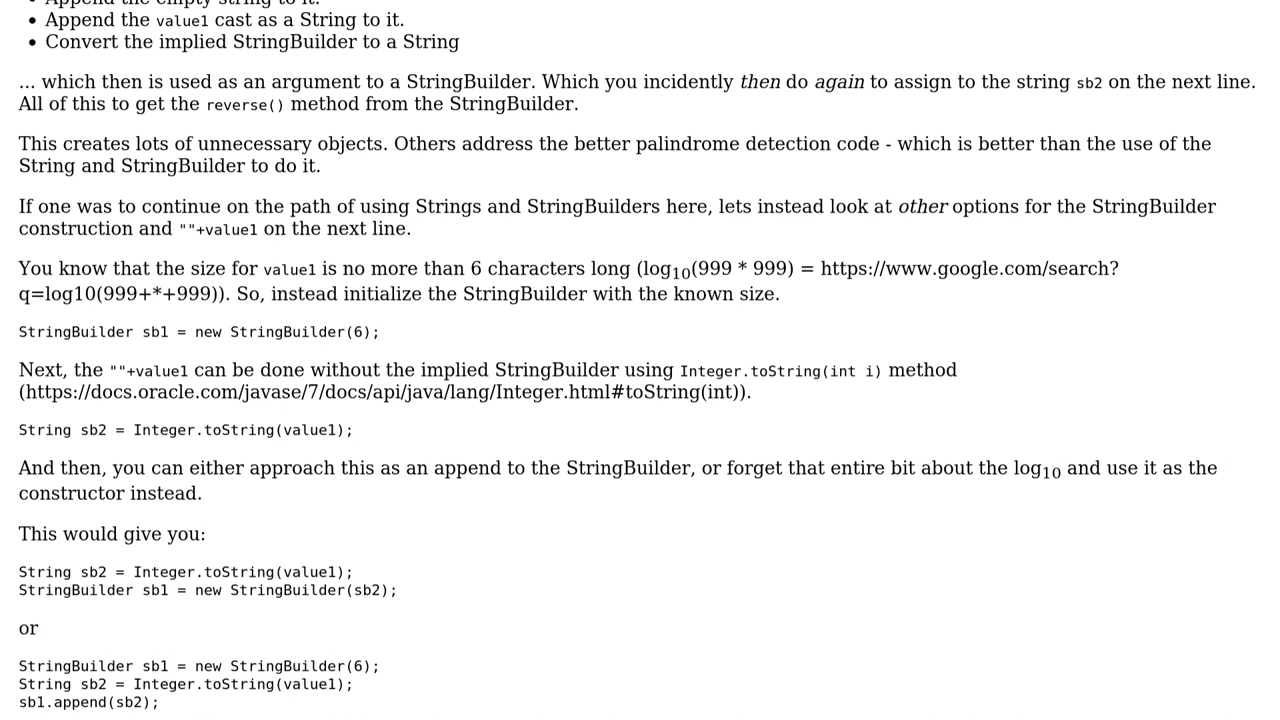 Append the empty string to it.
• Append the value1 cast as a String to it.
• Convert the implied StringBuilder to a String
... which then is used as an argument to a StringBuilder. Which you incidently then do again to assign to the string sb2 on the next line.
All of this to get the reverse() method from the StringBuilder.
This creates lots of unnecessary objects. Others address the better palindrome detection code - which is better than the use of the
String and StringBuilder to do it.
If one was to continue on the path of using Strings and StringBuilders here, lets instead look at other options for the StringBuilder
construction and ""+value1 on the next line.
You know that the size for value1 is no more than 6 characters long (log10(999 * 999) = https://www.google.com/search?
q=log10(999+*+999)). So, instead initialize the StringBuilder with the known size.
StringBuilder sb1 = new StringBuilder(6);
Next, the ""+value1 can be done without the implied StringBuilder using Integer.toString(int i) method
(https://docs.oracle.com/javase/7/docs/api/java/lang/Integer.html#toString(int)).
String sb2 = Integer.toString(value1);
And then, you can either approach this as an append to the StringBuilder, or forget that entire bit about the log10 and use it as the
constructor instead.
This would give you:
String sb2 = Integer.toString(value1);
StringBuilder sb1 = new StringBuilder(sb2);
or
StringBuilder sb1 = new StringBuilder(6);
String sb2 = Integer.toString(value1);
sb1.append(sb2);